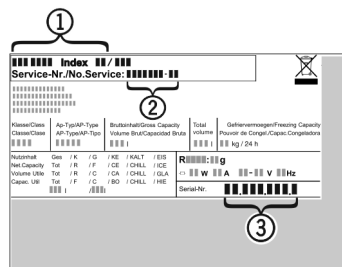 1
Index /
Service-Nr./No.Service: -
2
Klasse/Class Ap-Typ/AP-Type Bruttoinhalt/Gross Capacity Total Gefriervermoegen/Freezing Capacity
Classe/Clase AP-Type/AP-Tipo Volume Brut/Capacidad Bruta volume Pouvoir de Congel./Capac.Congeladora
l l kg / 24 h
Nutzinhalt Ges / K / G / KE / KALT / EIS
Net.Capacity Tot / R / F / CE / CHILL / ICE
Volume Utile Tot / R / C / CA / CHILL / GLA
Capac. Util Tot / F / C / BO / CHILL / HIE
l / l
R : g
W A - V Hz
Serial-Nr. . . .
3